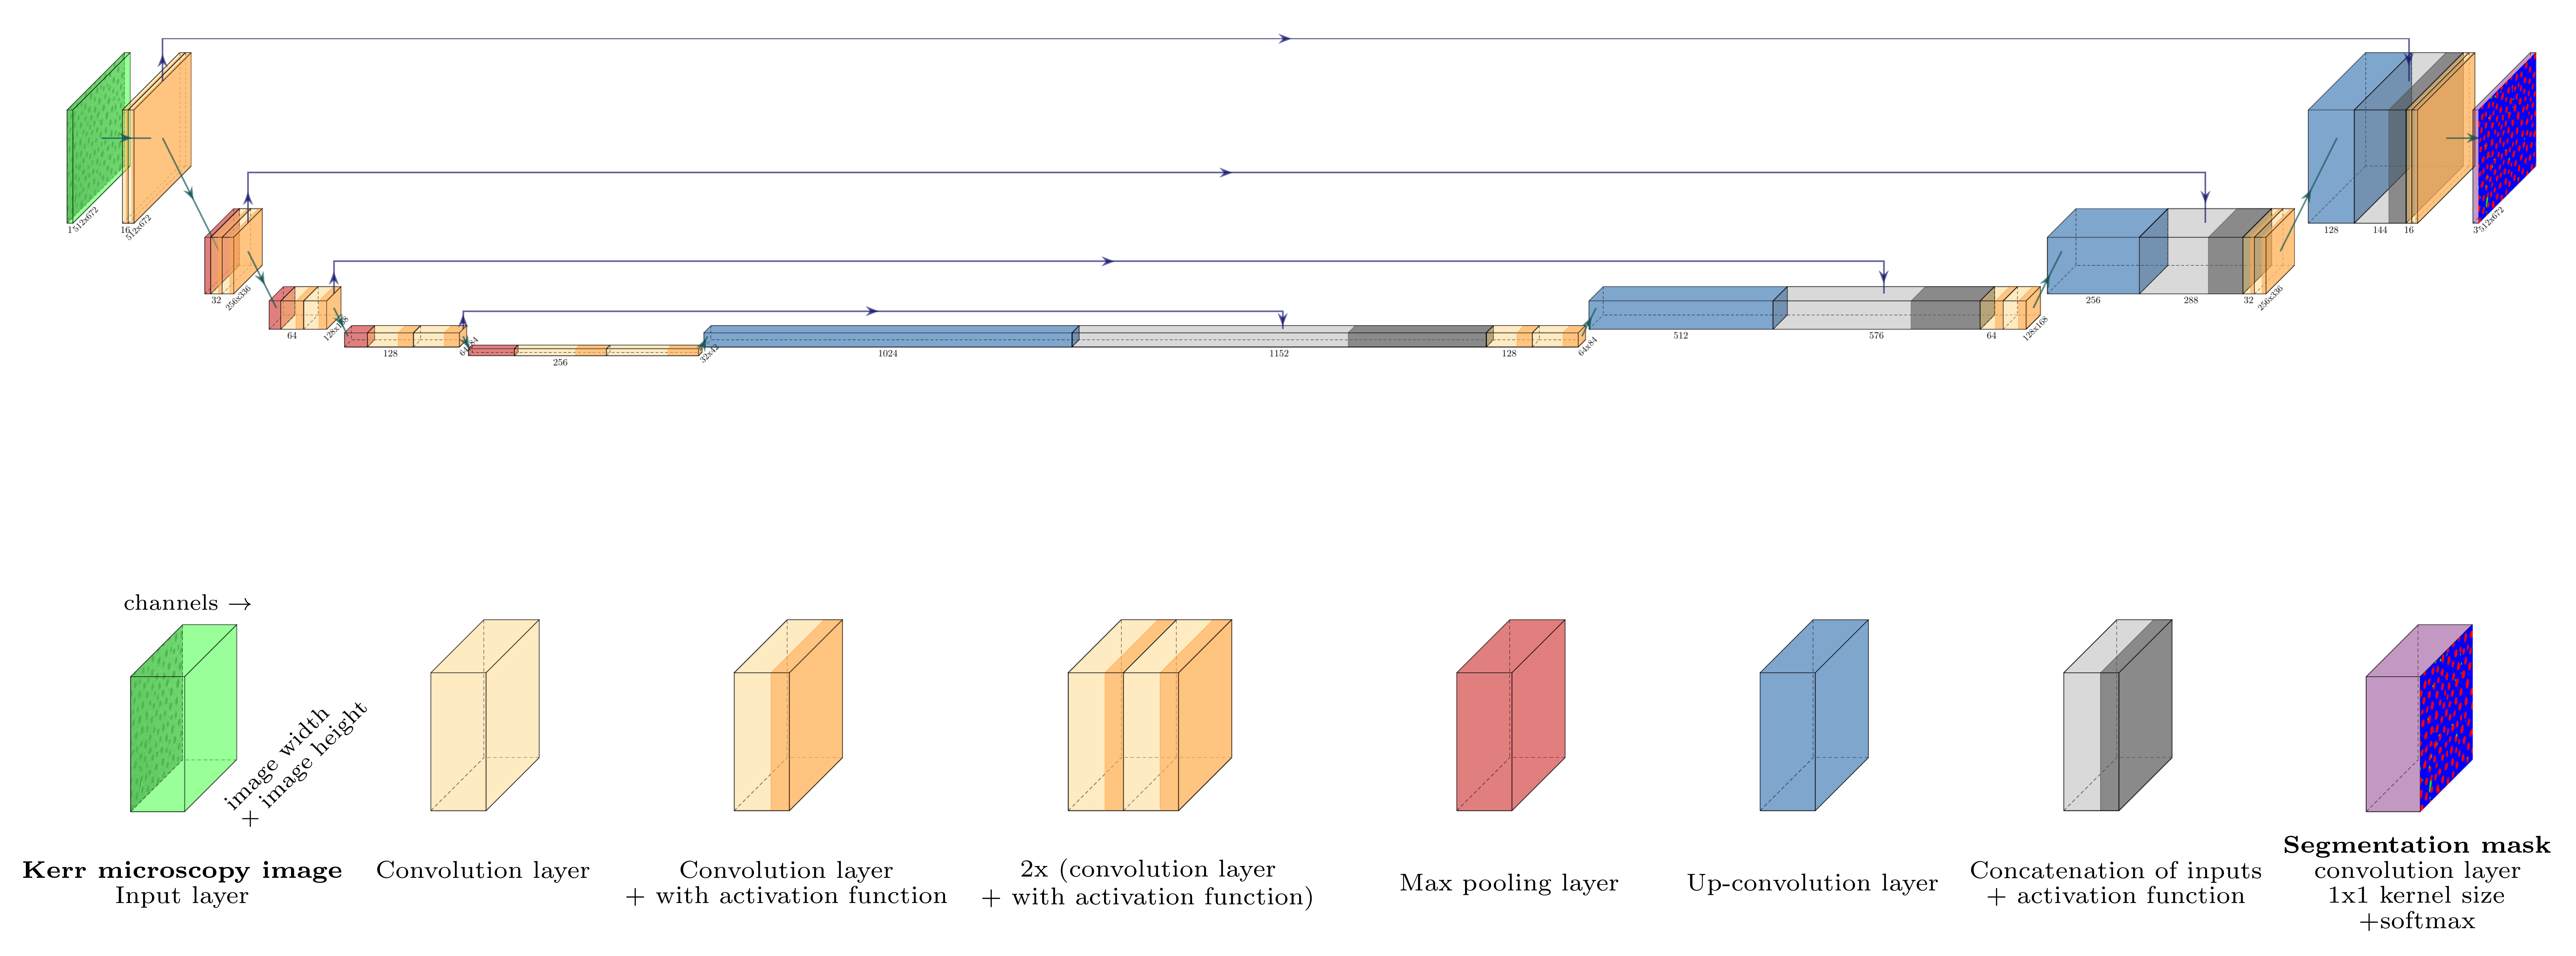 1
512x672
16
512x672
32
256x336
64
128x168
128
64x84
256
32x42
1024
1152
128
64x84
512
576
64
128x168
256
288
32
256x336
128
144
16
3
512x672
channels →
image width
+ image height
Kerr microscopy image
Input layer
Convolution layer
Convolution layer
+ with activation function
2x (convolution layer
+ with activation function)
Max pooling layer
Up-convolution layer
Concatenation of inputs
+ activation function
Segmentation mask
convolution layer
1x1 kernel size
+softmax